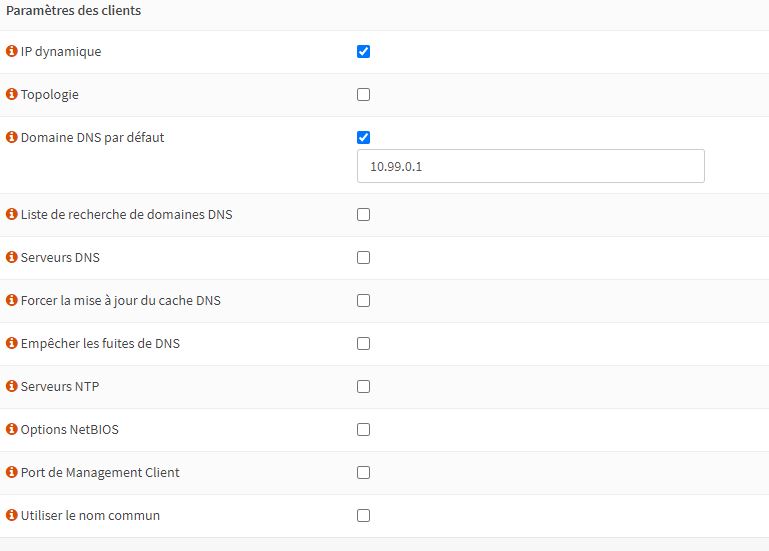 Paramètres des clients
IP dynamique
Topologie
Domaine DNS par défaut
10.99.0.1
Liste de recherche de domaines DNS
Serveurs DNS
Forcer la mise à jour du cache DNS
Empêcher les fuites de DNS
Serveurs NTP
Options NetBIOS
Port de Management Client
Utiliser le nom commun